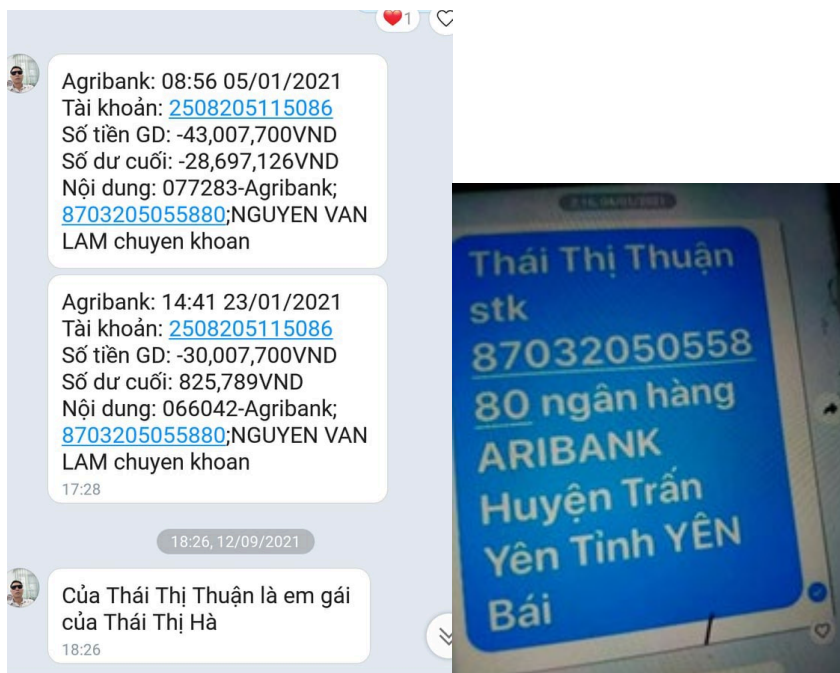 1
Agribank: 08:56 05/01/2021
Tài khoản: 2508205115086
Số tiền GD: -43,007,700VND
Số dư cuối: -28,697,126VND
Nội dung: 077283-Agribank;
8703205055880;NGUYEN VAN
LAM chuyen khoan
Agribank: 14:41 23/01/2021
Tài khoản: 2508205115086
Số tiền GD: -30,007,700VND
Số dư cuối: 825,789VND
Nội dung: 066042-Agribank;
8703205055880;NGUYEN VAN
LAM chuyen khoan
17:28
18:26, 12/09/2021
Của Thái Thị Thuận là em gái
của Thái Thị Hà
18:26
Thái Thị Thuận
stk
87032050558
80 ngân hàng
ARIBANK
Huyện Trấn
Yên Tỉnh YÊN
Bái